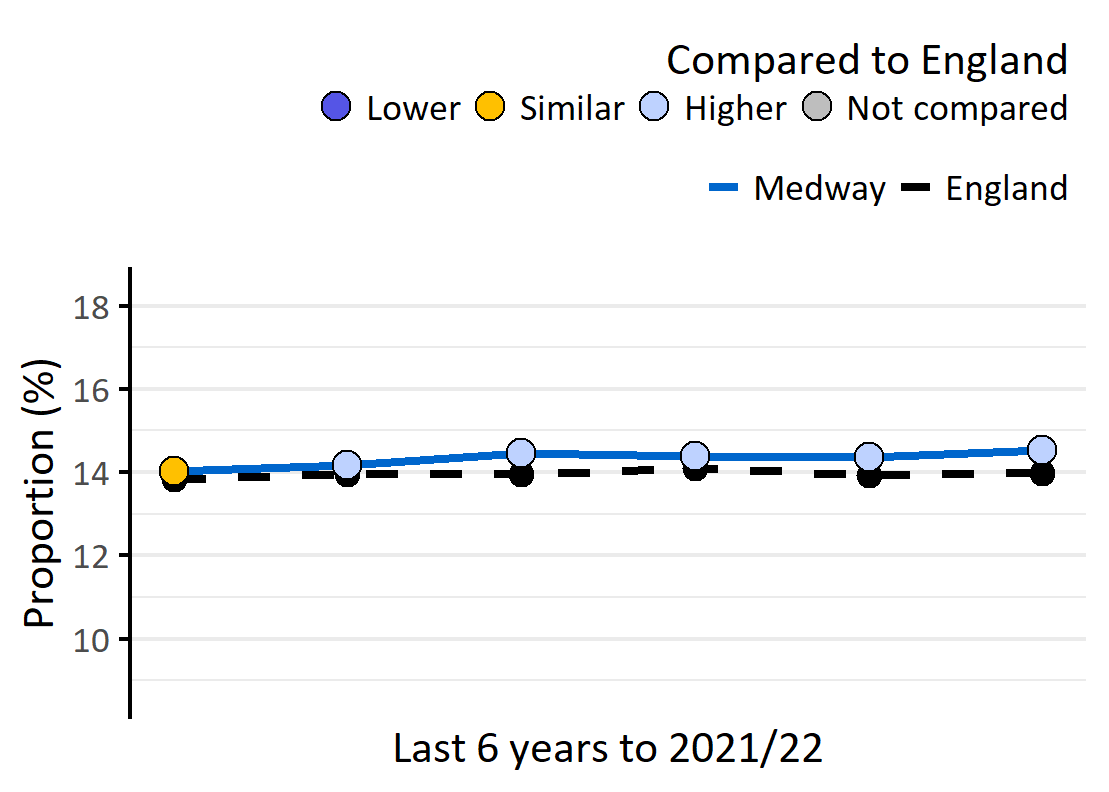 Compared to England
Lower Similar Higher Not compared
Medway England
Proportion (%)
18
16
14
12
10
Last 6 years to 2021/22